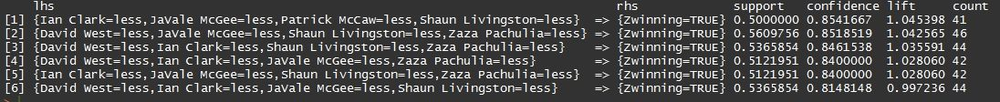 lhs rhs support confidence lift count
[1] {Ian Clark=less,JaVale McGee=less,Patrick McCaw=less,Shaun Livingston=less} => {Zwinning=TRUE} 0.5000000 0.8541667 1.045398 41
[2] {David West=less,JaVale McGee=less,Shaun Livingston=less,Zaza Pachulia=less} => {Zwinning=TRUE} 0.5609756 0.8518519 1.042565 46
[3] {David West=less,Ian Clark=less,Shaun Livingston=less,Zaza Pachulia=less} => {Zwinning=TRUE} 0.5365854 0.8461538 1.035591 44
[4] {David West=less,Ian Clark=less,JaVale McGee=less,Zaza Pachulia=less} => {Zwinning=TRUE} 0.5121951 0.8400000 1.028060 42
[5] {Ian Clark=less,JaVale McGee=less,Shaun Livingston=less,Zaza Pachulia=less} => {Zwinning=TRUE} 0.5121951 0.8400000 1.028060 42
[6] {David West=less,Ian Clark=less,JaVale McGee=less,Shaun Livingston=less} => {Zwinning=TRUE} 0.5365854 0.8148148 0.997236 44